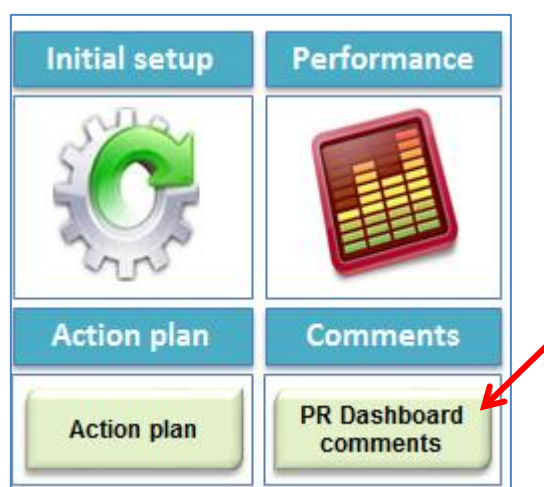 Initial setup
Performance
Action plan
Comments
Action plan
PR Dashboard
comments